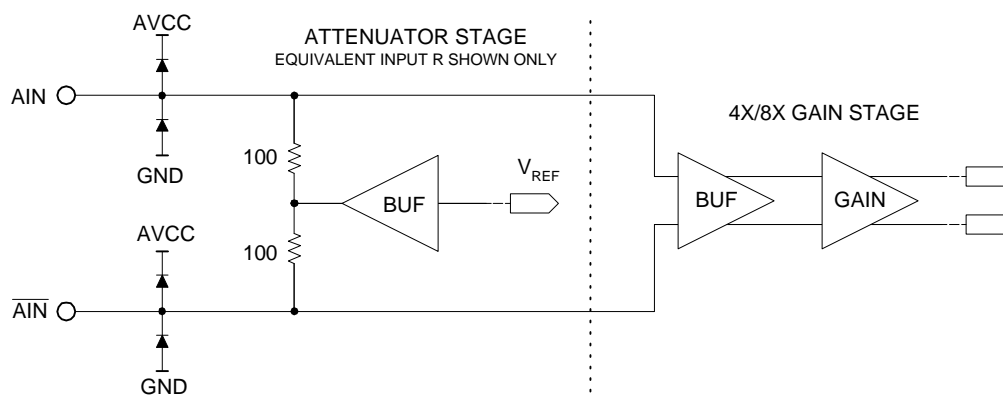 AVCC
ATTENUATOR STAGE
EQUIVALENT INPUT R SHOWN ONLY
AIN
4X/8X GAIN STAGE
100
GND
V_REF
BUF
BUF
GAIN
AVCC
100
A̅I̅N̅
GND